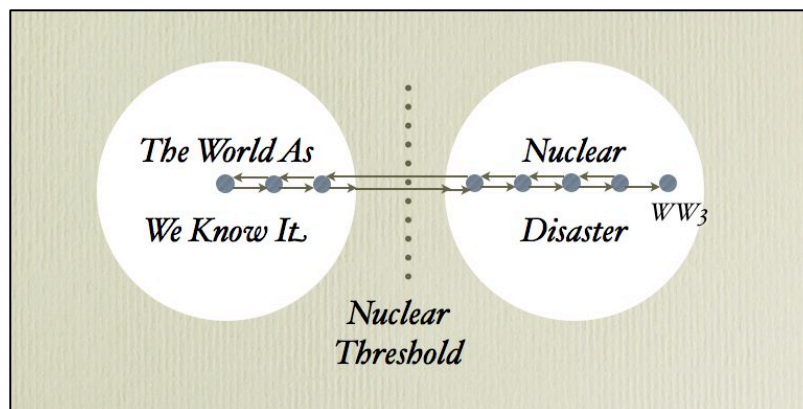 The World As
We Know It
Nuclear
Disaster
WW3
Nuclear
Threshold